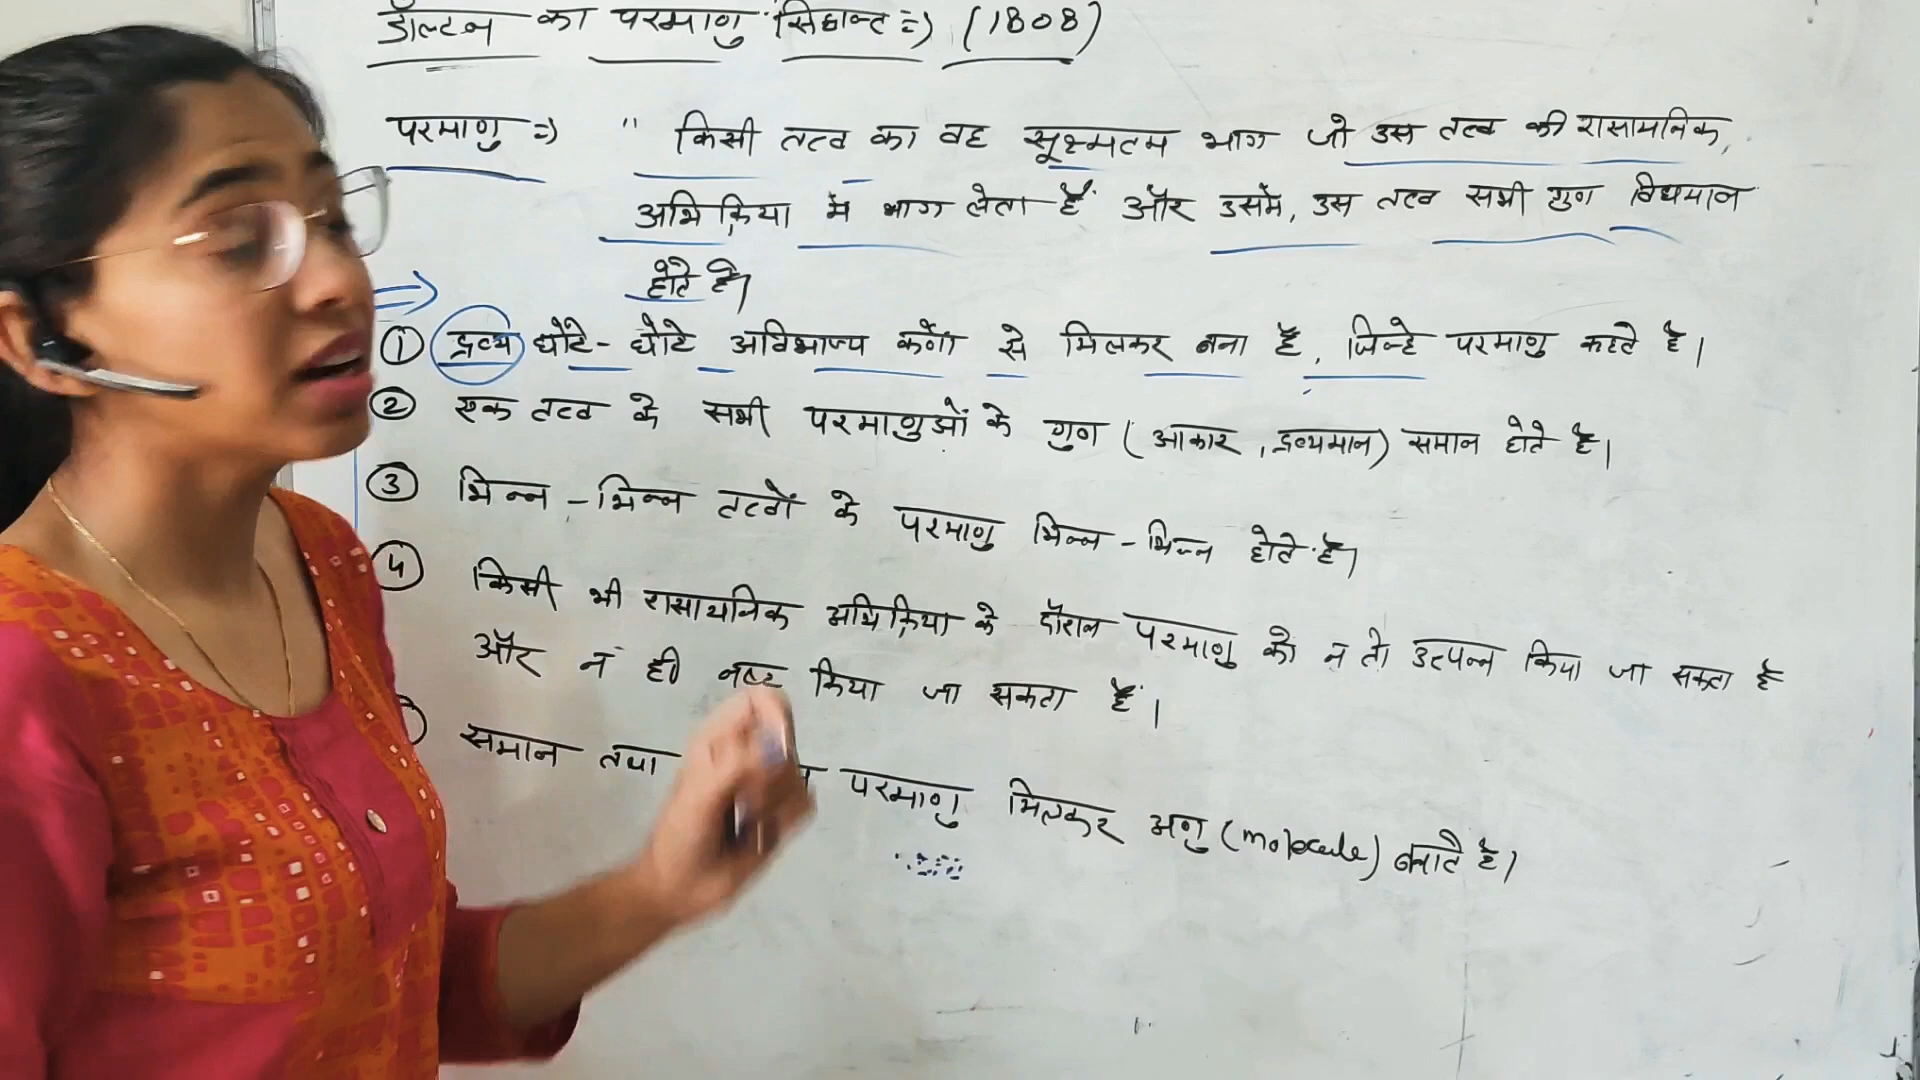 डॉल्टन का परमाणु सिद्धान्त ⇒ (1808)
परमाणु ⇒ " किसी तत्व का वह सूक्ष्मतम भाग जो उस तत्व की रासायनिक,
अभिक्रिया में भाग लेता है और उसमें, उस तत्व सभी गुण विद्यमान
होते है।
① द्रव्य छोटे-छोटे अविभाज्य कणों से मिलकर बना है, जिन्हे परमाणु कहते है।
② एक तत्व के सभी परमाणुओं के गुण (आकार, द्रव्यमान) समान होते है।
③ भिन्न-भिन्न तत्वों के परमाणु भिन्न-भिन्न होते है।
④ किसी भी रासायनिक अभिक्रिया के दौरान परमाणु को न तो उत्पन्न किया जा सकता है
और न ही नष्ट किया जा सकता है।
समान तथा परमाणु मिलकर अणु (molecule) बनाते है।